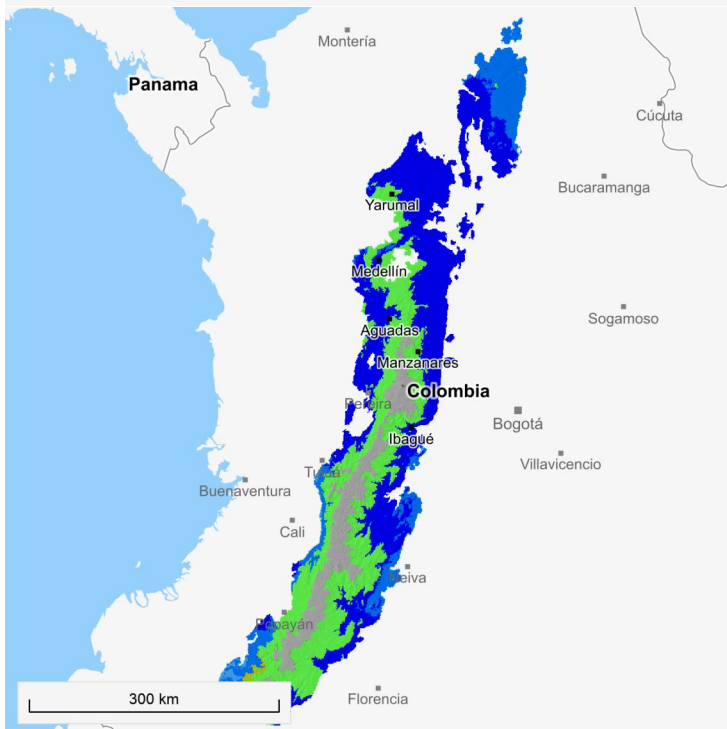 Montería
Panama
Cúcuta
Bucaramanga
Yarumal
Medellín
Sogamoso
Aguadas
Manzanares
Colombia
Pereira
Bogotá
Ibagué
Tuluá
Villavicencio
Buenaventura
Cali
Neiva
Popayán
Florencia
300 km